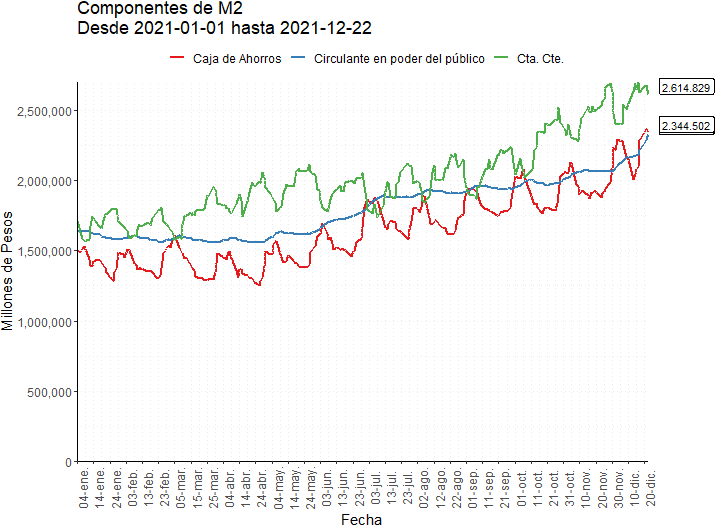 Componentes de M2
Desde 2021-01-01 hasta 2021-12-22
Caja de Ahorros Circulante en poder del público Cta. Cte.
2.614.829
2.344.502
2,500,000
2,000,000
1,500,000
1,000,000
500,000
0
Millones de Pesos
04-ene.
14-ene.
24-ene.
03-feb.
13-feb.
23-feb.
05-mar.
15-mar.
25-mar.
04-abr.
14-abr.
24-abr.
04-may.
14-may.
24-may.
03-jun.
13-jun.
23-jun.
03-jul.
13-jul.
23-jul.
02-ago.
12-ago.
22-ago.
01-sep.
11-sep.
21-sep.
01-oct.
11-oct.
21-oct.
31-oct.
10-nov.
20-nov.
30-nov.
10-dic.
20-dic.
Fecha